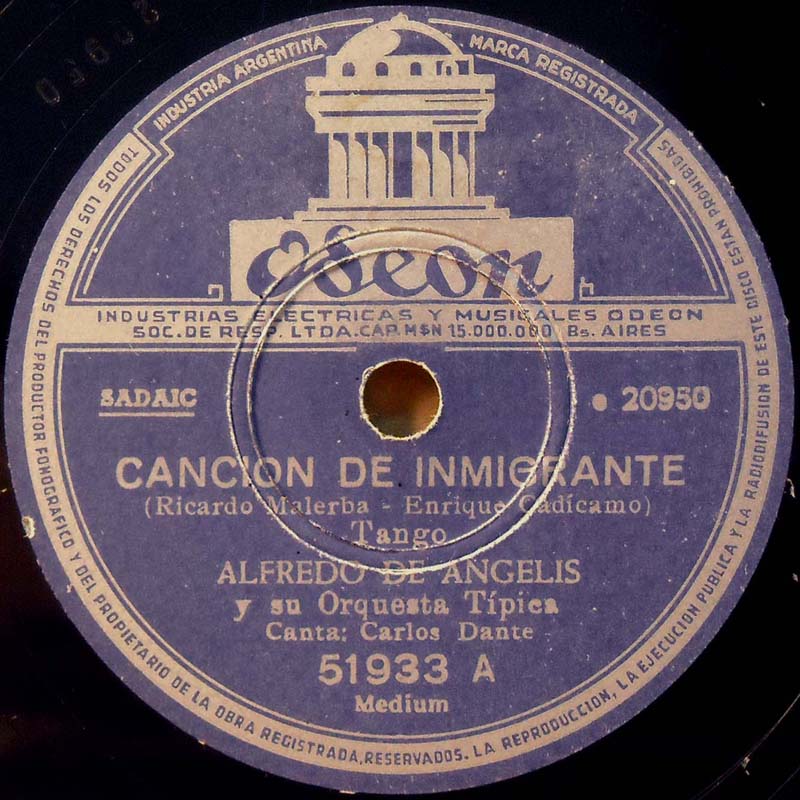 20950
INDUSTRIA ARGENTINA
MARCA REGISTRADA
Odeon
INDUSTRIAS ELECTRICAS Y MUSICALES ODEON
SOC. DE RESP. LTDA. CAP. M$N 15.000.000 Bs. AIRES
SADAIC
• 20950
CANCION DE INMIGRANTE
(Ricardo Malerba - Enrique Cadícamo)
Tango
ALFREDO DE ANGELIS
y su Orquesta Típica
Canta: Carlos Dante
51933 A
Medium
TODOS LOS DERECHOS DEL PRODUCTOR FONOGRAFICO Y DEL PROPIETARIO DE LA OBRA REGISTRADA, RESERVADOS. LA REPRODUCCION, LA EJECUCION PUBLICA Y LA RADIODIFUSION DE ESTE DISCO ESTAN PROHIBIDAS